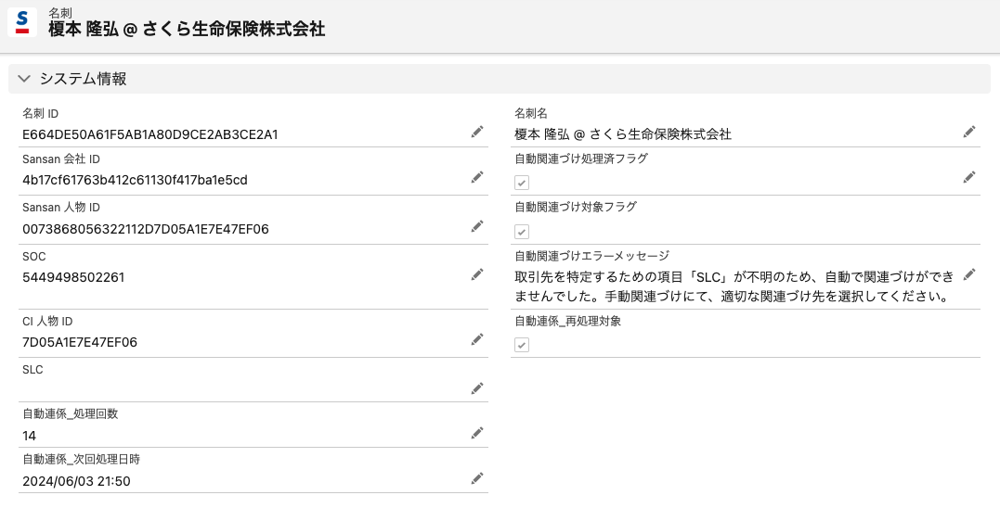 名刺
榎本 隆弘 @ さくら生命保険株式会社
システム情報
名刺 ID
E664DE50A61F5AB1A80D9CE2AB3CE2A1
Sansan 会社 ID
4b17cf61763b412c61130f417ba1e5cd
Sansan 人物 ID
0073868056322112D7D05A1E7E47EF06
SOC
5449498502261
CI 人物 ID
7D05A1E7E47EF06
SLC
自動連係_処理回数
14
自動連係_次回処理日時
2024/06/03 21:50
名刺名
榎本 隆弘 @ さくら生命保険株式会社
自動関連づけ処理済フラグ
自動関連づけ対象フラグ
自動関連づけエラーメッセージ
取引先を特定するための項目「SLC」が不明のため、自動で関連づけができ
ませんでした。手動関連づけにて、適切な関連づけ先を選択してください。
自動連係_再処理対象